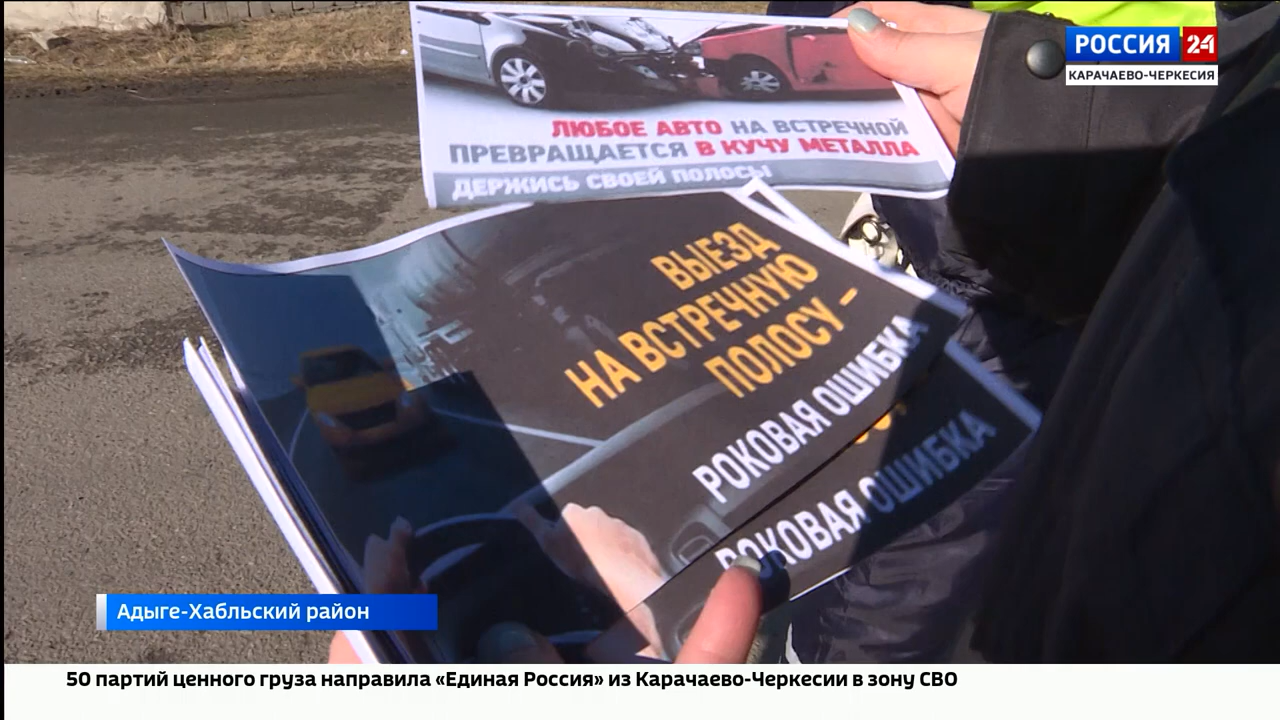 РОССИЯ 24
КАРАЧАЕВО-ЧЕРКЕСИЯ
ЛЮБОЕ АВТО НА ВСТРЕЧНОЙ
ПРЕВРАЩАЕТСЯ В КУЧУ МЕТАЛЛА
ДЕРЖИСЬ СВОЕЙ ПОЛОСЫ
ВЫЕЗД
НА ВСТРЕЧНУЮ
ПОЛОСУ –
РОКОВАЯ ОШИБКА
РОКОВАЯ ОШИБКА
Адыге-Хабльский район
50 партий ценного груза направила «Единая Россия» из Карачаево-Черкесии в зону СВО